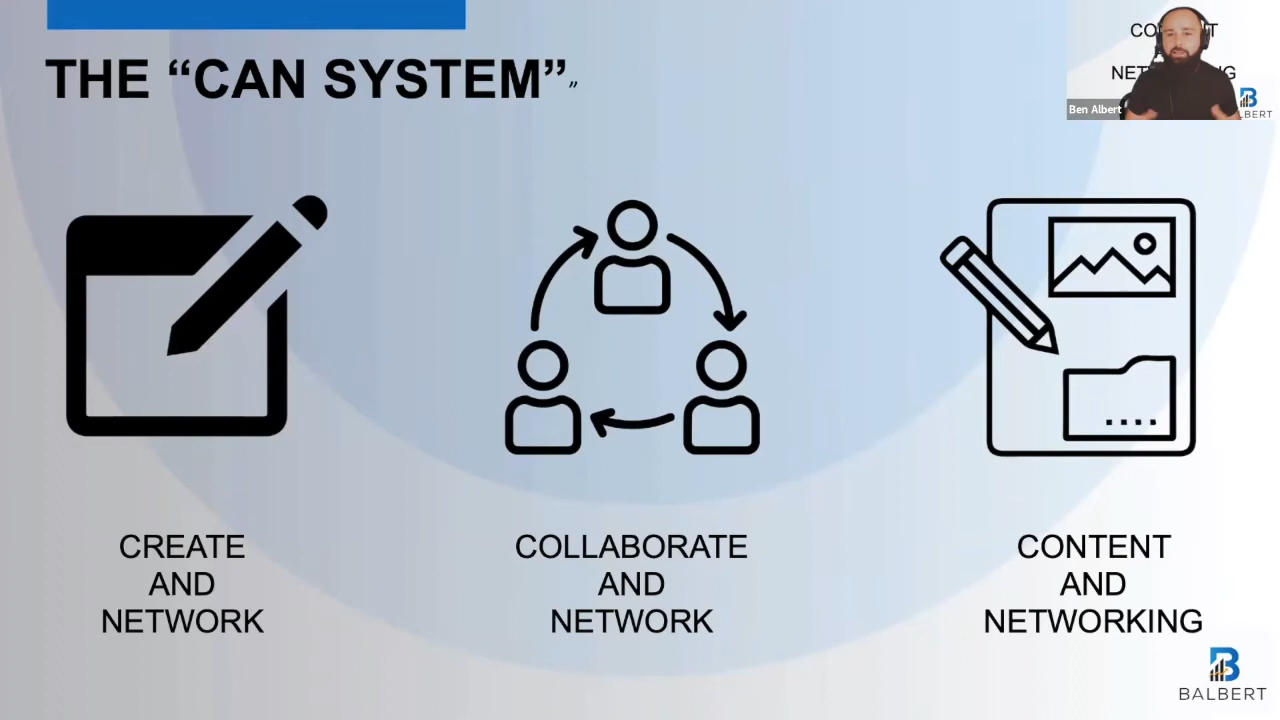 THE “CAN SYSTEM””
Ben Albert
CREATE
AND
NETWORK
COLLABORATE
AND
NETWORK
CONTENT
AND
NETWORKING
BALBERT